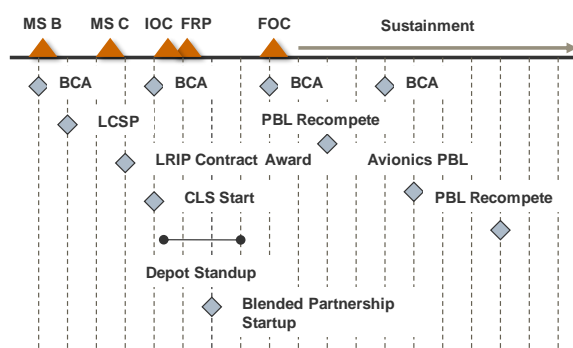 MS B MS C IOC FRP FOC Sustainment
BCA BCA BCA BCA
LCSP PBL Recompete
LRIP Contract Award Avionics PBL
CLS Start PBL Recompete
Depot Standup
Blended Partnership
Startup